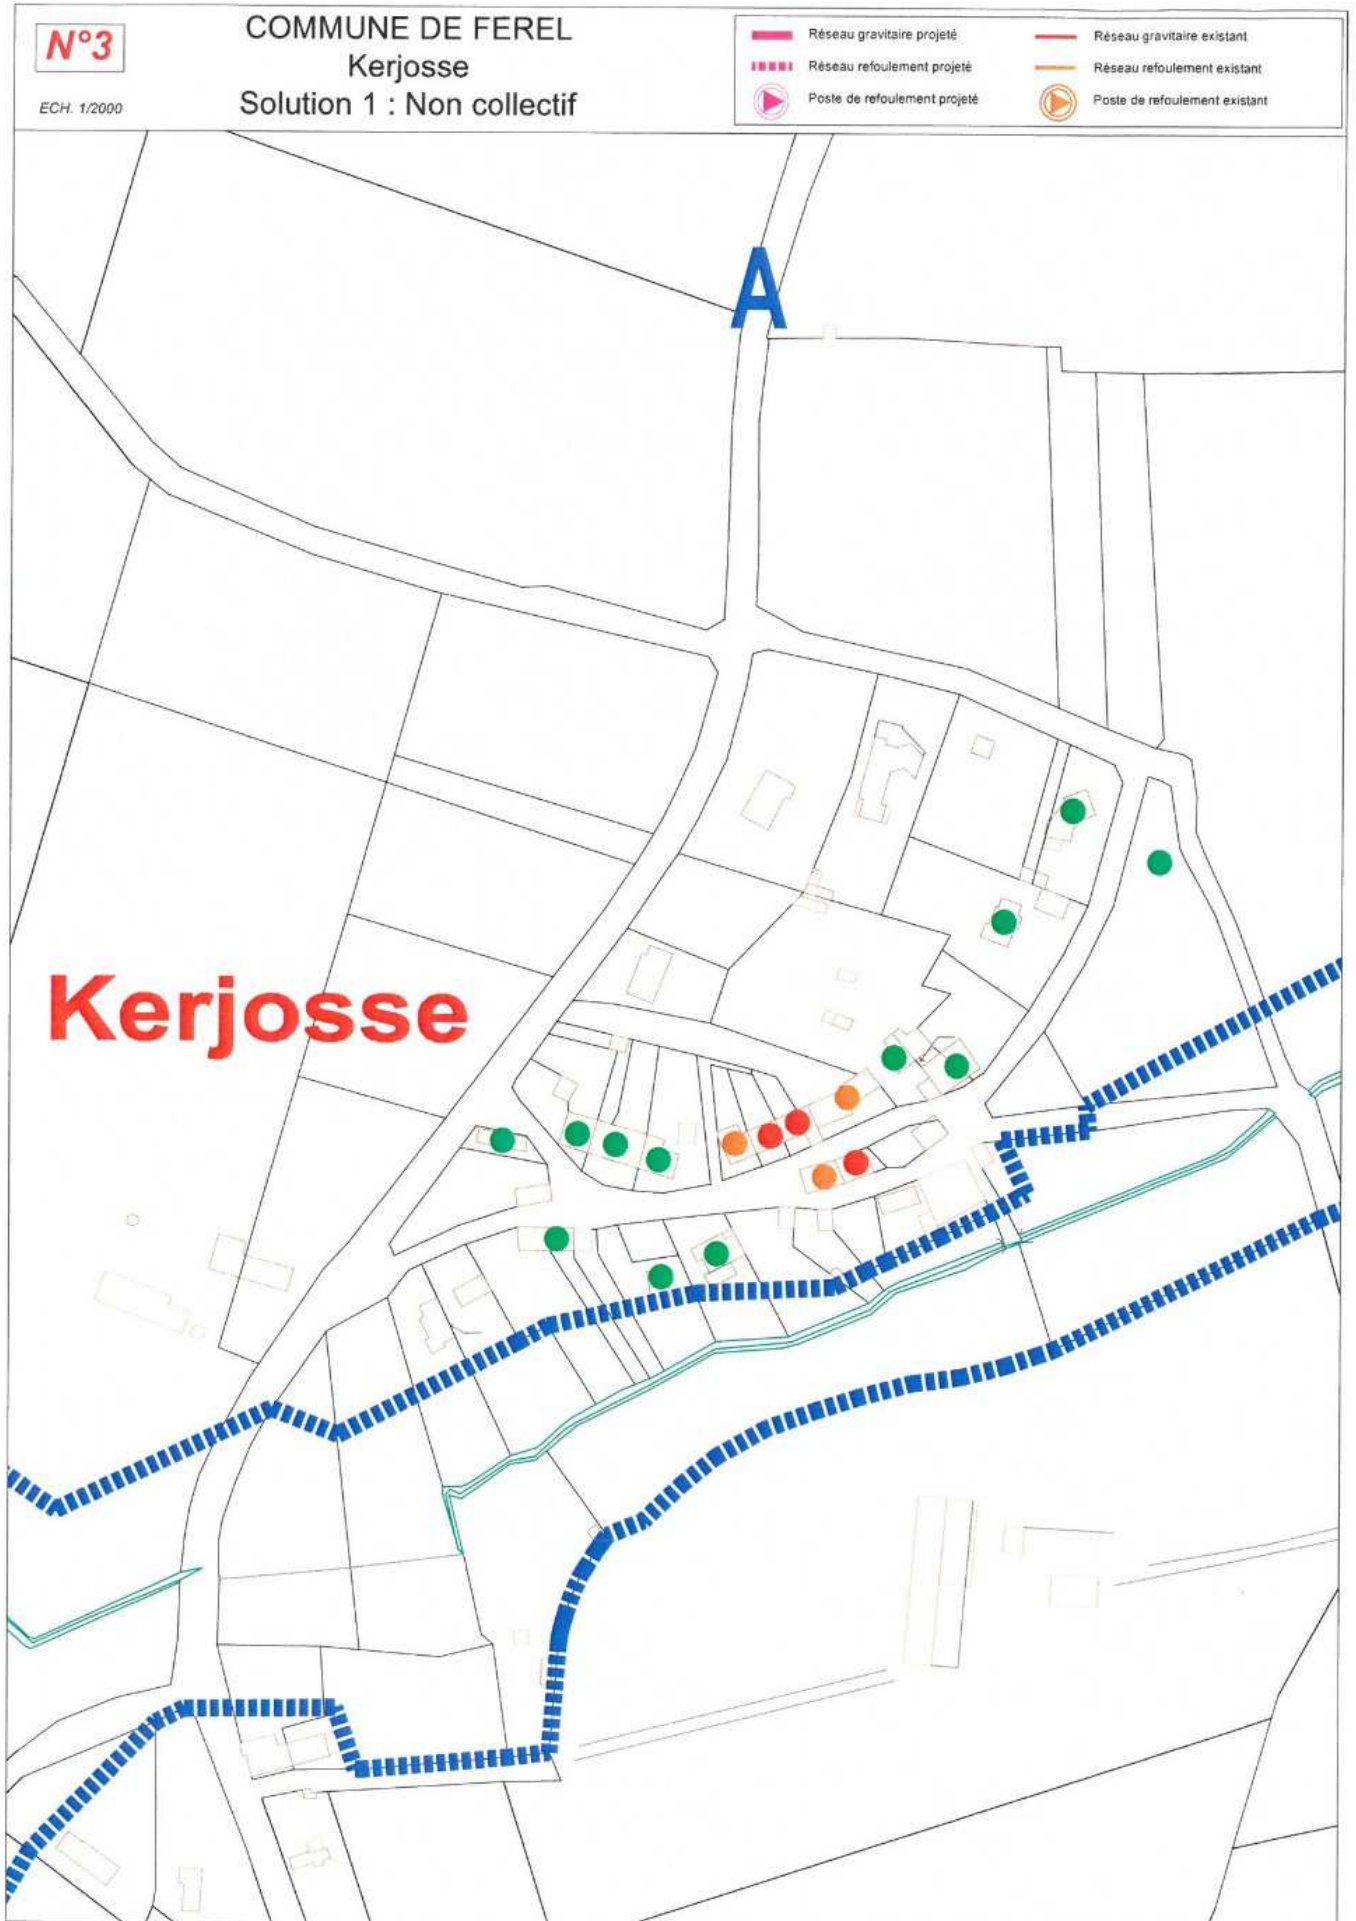 N°3
ECH. 1/2000
COMMUNE DE FEREL
Kerjosse
Solution 1 : Non collectif
Réseau gravitaire projeté
Réseau refoulement projeté
Poste de refoulement projeté
Réseau gravitaire existant
Réseau refoulement existant
Poste de refoulement existant
A
Kerjosse